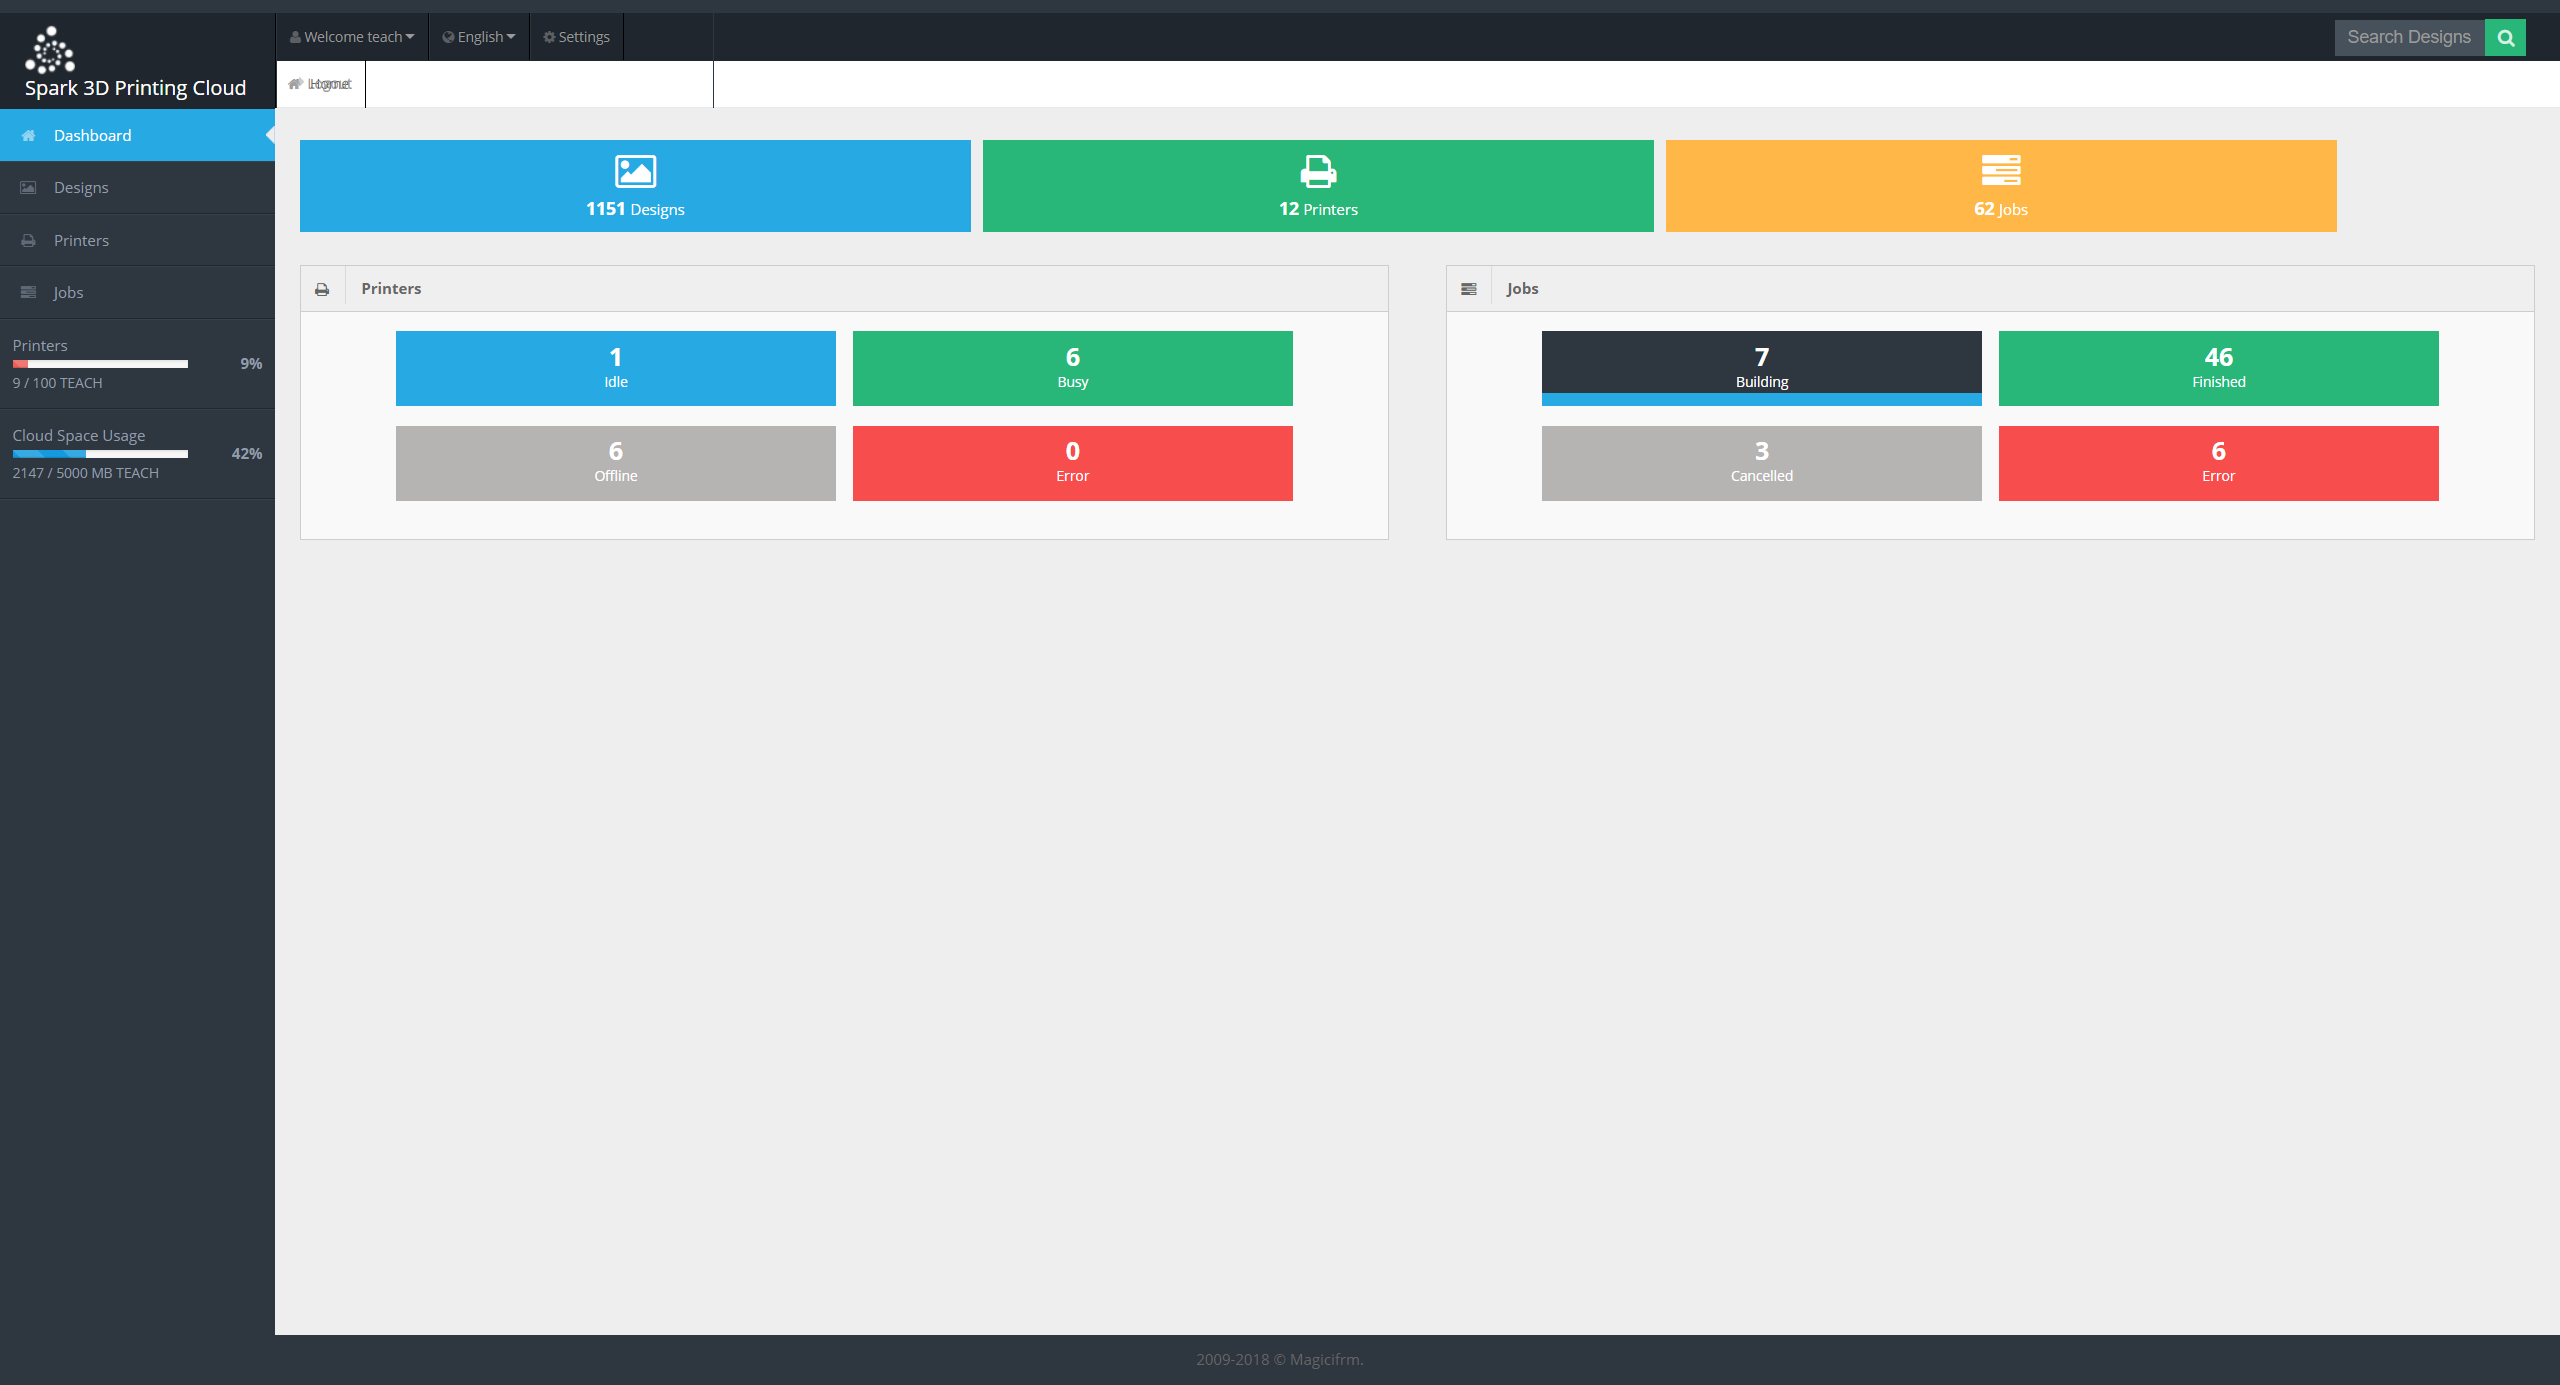 Welcome teach
English
Settings
Search Designs
Spark 3D Printing Cloud
Home
Dashboard
Designs
Printers
Jobs
Printers
9%
9 / 100 TEACH
Cloud Space Usage
42%
2147 / 5000 MB TEACH
1151 Designs
12 Printers
62 Jobs
Printers
1
Idle
6
Busy
6
Offline
0
Error
Jobs
7
Building
46
Finished
3
Cancelled
6
Error
2009-2018 © Magicifrm.